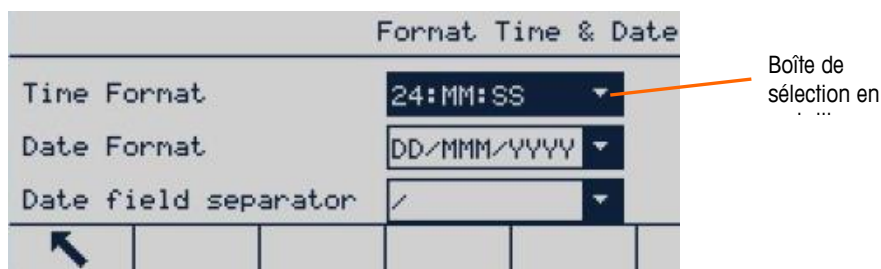 Format Time & Date
Time Format 24:MM:SS
Date Format DD/MMM/YYYY
Date field separator /
Boîte de
sélection en